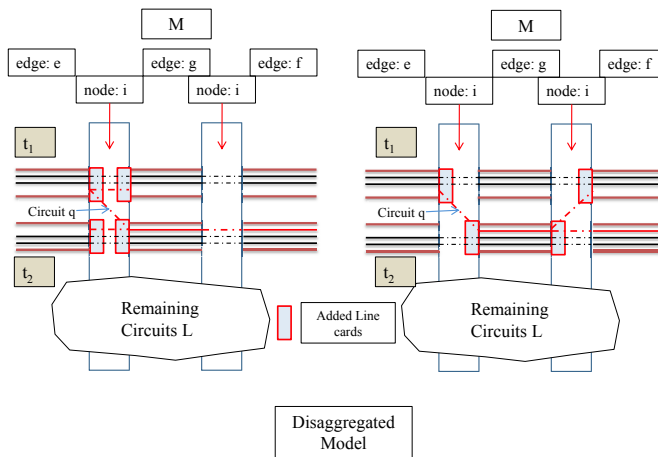 M
edge: e
edge: g
edge: f
node: i
node: i
t1
Circuit q
t2
Remaining
Circuits L
M
edge: e
edge: g
edge: f
node: i
node: i
t1
Circuit q
t2
Remaining
Circuits L
Added Line
cards
Disaggregated
Model